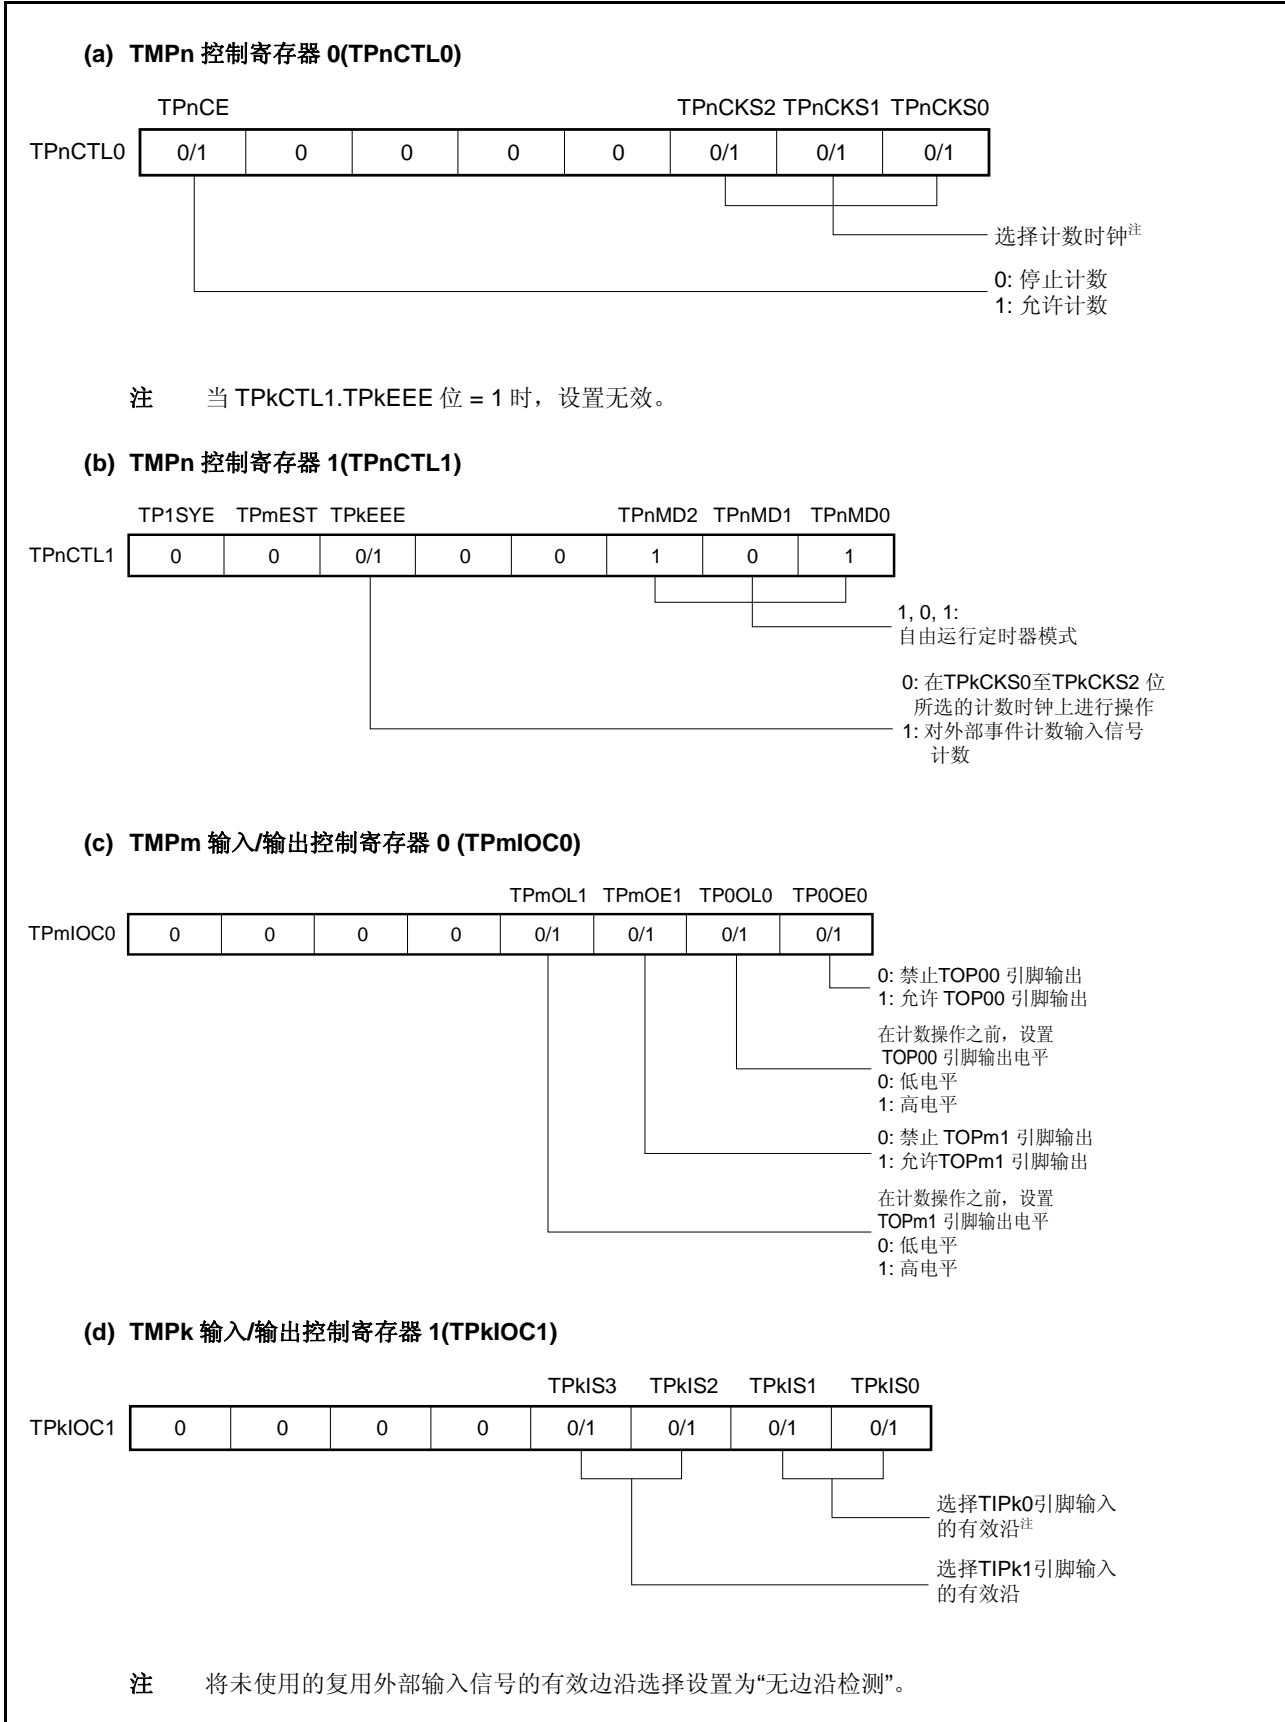 (a) TMPn 控制寄存器 0(TPnCTL0)
TPnCE TPnCKS2 TPnCKS1 TPnCKS0
TPnCTL0 0/1 0 0 0 0 0/1 0/1 0/1
选择计数时钟注
0: 停止计数
1: 允许计数
注 当 TPkCTL1.TPkEEE 位 = 1 时，设置无效。
(b) TMPn 控制寄存器 1(TPnCTL1)
TP1SYE TPmEST TPkEEE TPnMD2 TPnMD1 TPnMD0
TPnCTL1 0 0 0/1 0 0 1 0 1
1, 0, 1:
自由运行定时器模式
0: 在TPkCKS0至TPkCKS2 位
所选的计数时钟上进行操作
1: 对外部事件计数输入信号
计数
(c) TMPm 输入/输出控制寄存器 0 (TPmIOC0)
TPmOL1 TPmOE1 TP0OL0 TP0OE0
TPmIOC0 0 0 0 0 0/1 0/1 0/1 0/1
0: 禁止TOP00 引脚输出
1: 允许 TOP00 引脚输出
在计数操作之前，设置
TOP00 引脚输出电平
0: 低电平
1: 高电平
0: 禁止 TOPm1 引脚输出
1: 允许TOPm1 引脚输出
在计数操作之前，设置
TOPm1 引脚输出电平
0: 低电平
1: 高电平
(d) TMPk 输入/输出控制寄存器 1(TPkIOC1)
TPkIS3 TPkIS2 TPkIS1 TPkIS0
TPkIOC1 0 0 0 0 0/1 0/1 0/1 0/1
选择TIPk0引脚输入
的有效沿注
选择TIPk1引脚输入
的有效沿
注 将未使用的复用外部输入信号的有效边沿选择设置为“无边沿检测”。